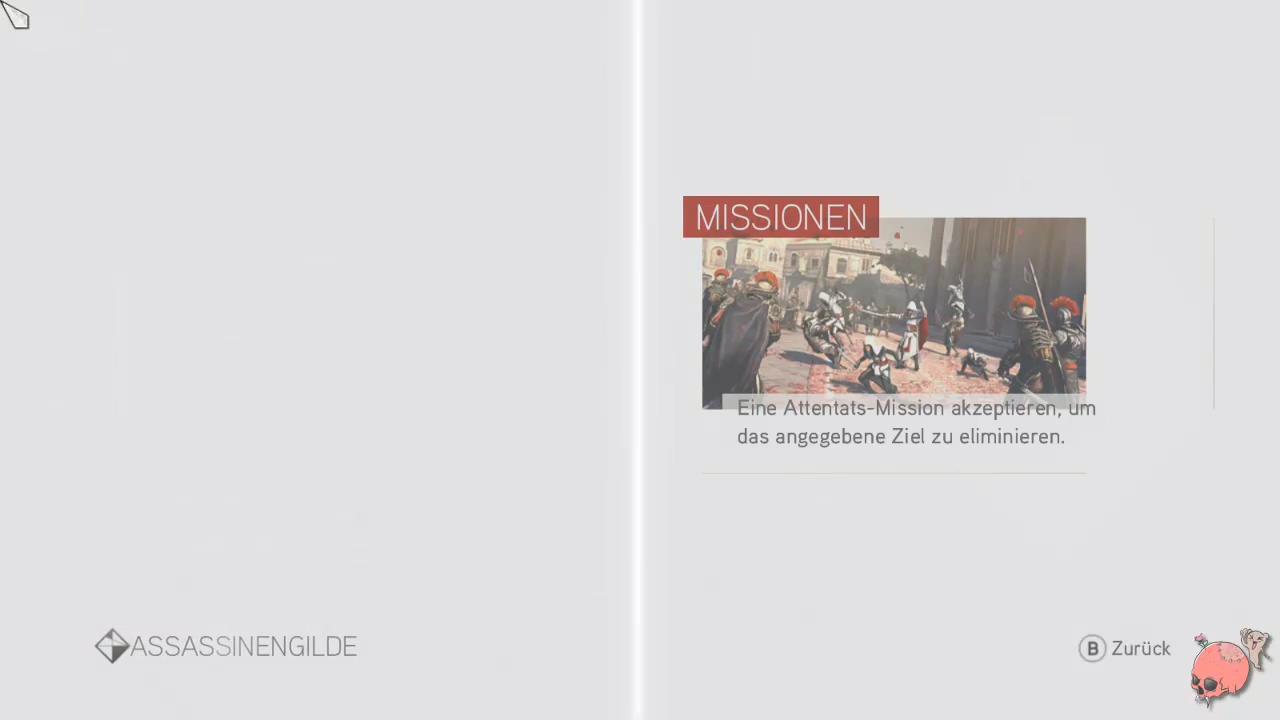 MISSIONEN
Eine Attentats-Mission akzeptieren, um
das angegebene Ziel zu eliminieren.
ASSASSINENGILDE
B Zurück